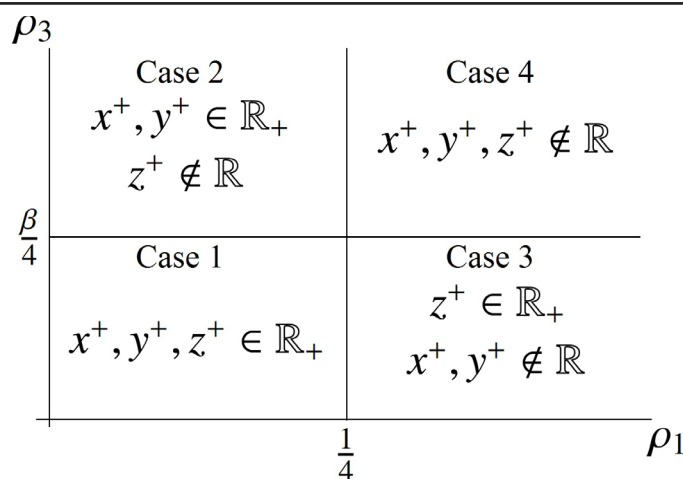 ρ₃
Case 2
x⁺, y⁺ ∈ ℝ₊
z⁺ ∉ ℝ
Case 4
x⁺, y⁺, z⁺ ∉ ℝ
β/4
Case 1
x⁺, y⁺, z⁺ ∈ ℝ₊
Case 3
z⁺ ∈ ℝ₊
x⁺, y⁺ ∉ ℝ
1/4
ρ₁